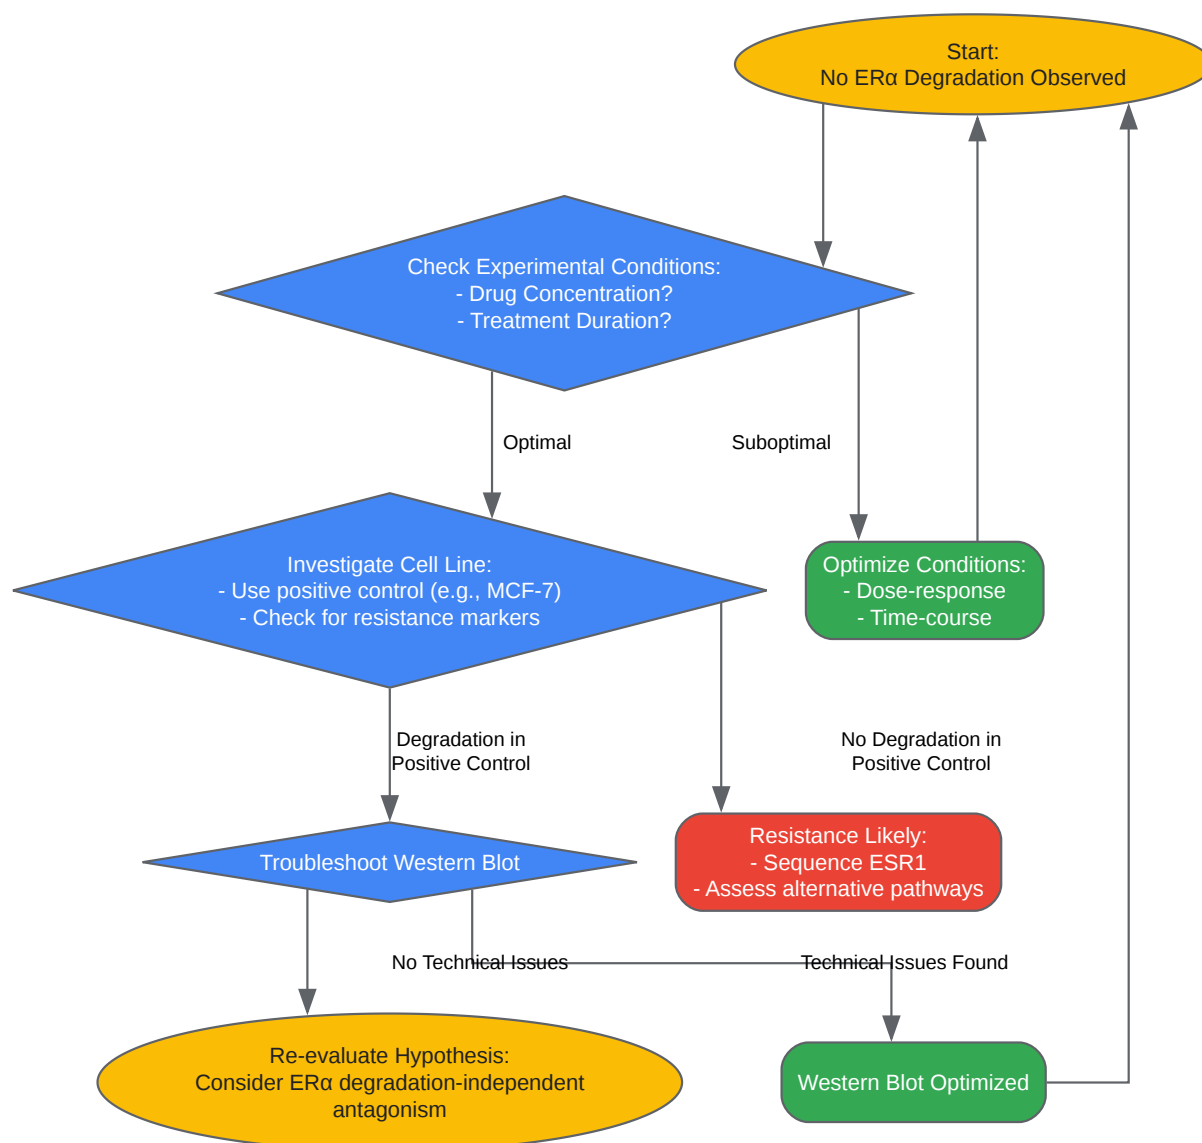 Start:
No ERα Degradation Observed
Check Experimental Conditions:
- Drug Concentration?
- Treatment Duration?
Optimal
Suboptimal
Investigate Cell Line:
- Use positive control (e.g., MCF-7)
- Check for resistance markers
Optimize Conditions:
- Dose-response
- Time-course
Degradation in
Positive Control
No Degradation in
Positive Control
Troubleshoot Western Blot
Resistance Likely:
- Sequence ESR1
- Assess alternative pathways
No Technical Issues
Technical Issues Found
Re-evaluate Hypothesis:
Consider ERα degradation-independent
antagonism
Western Blot Optimized